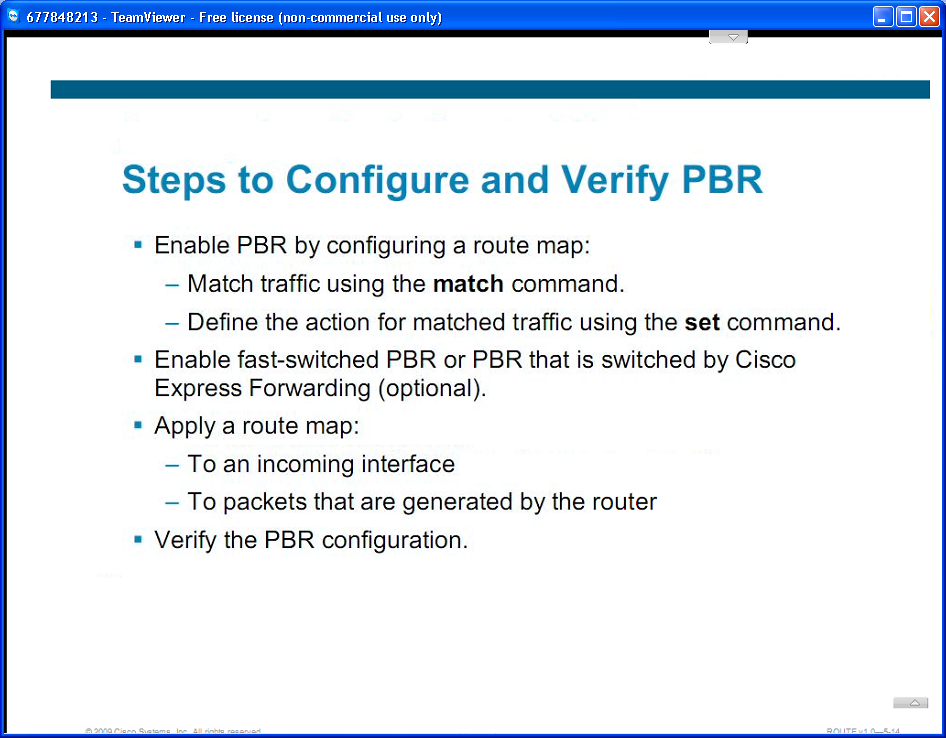 677848213 - TeamViewer - Free license (non-commercial use only)
Steps to Configure and Verify PBR
▪ Enable PBR by configuring a route map:
– Match traffic using the match command.
– Define the action for matched traffic using the set command.
▪ Enable fast-switched PBR or PBR that is switched by Cisco
Express Forwarding (optional).
▪ Apply a route map:
– To an incoming interface
– To packets that are generated by the router
▪ Verify the PBR configuration.
© 2009 Cisco Systems, Inc. All rights reserved.
ROUTE v1.0—5-14